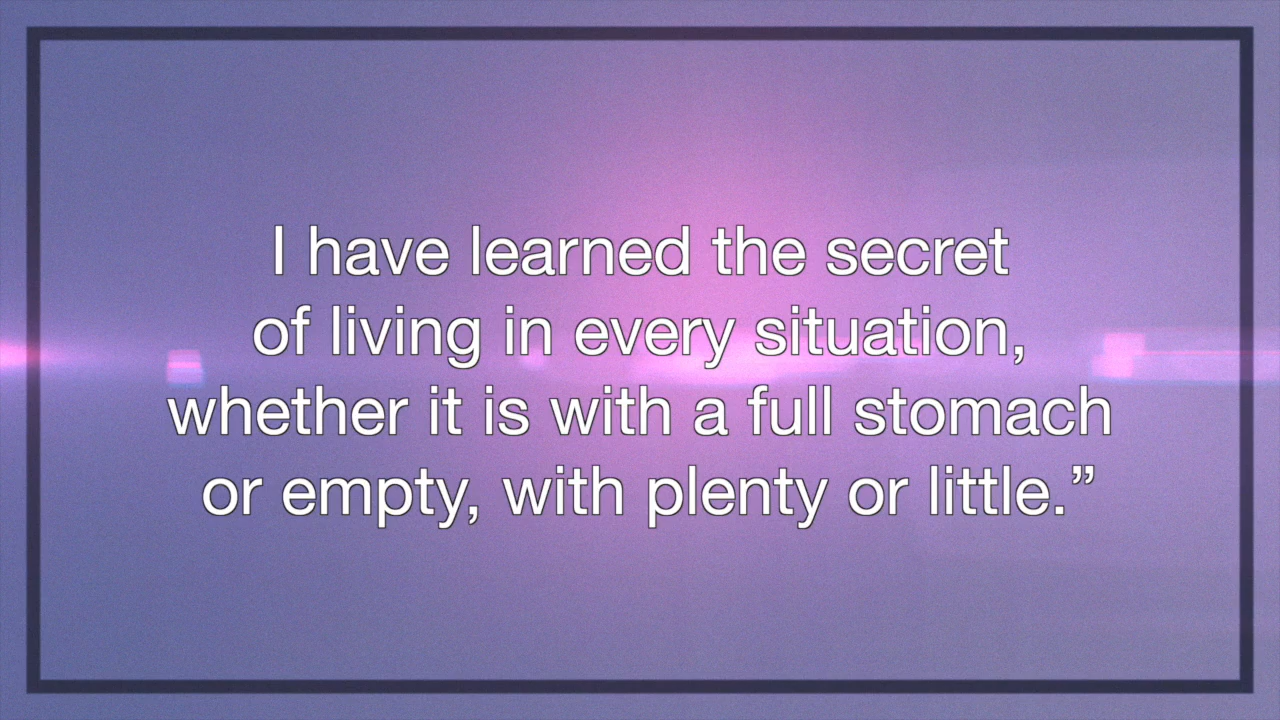 I have learned the secret
of living in every situation,
whether it is with a full stomach
or empty, with plenty or little.”